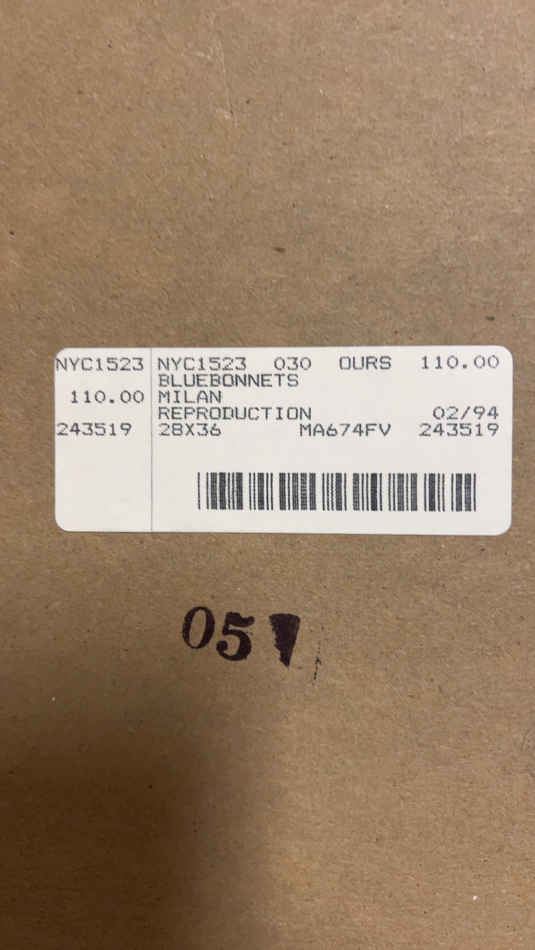 NYC1523 NYC1523 030 OURS 110.00
BLUEBONNETS
110.00 MILAN
REPRODUCTION 02/94
243519 28X36 MA674FV 243519
05